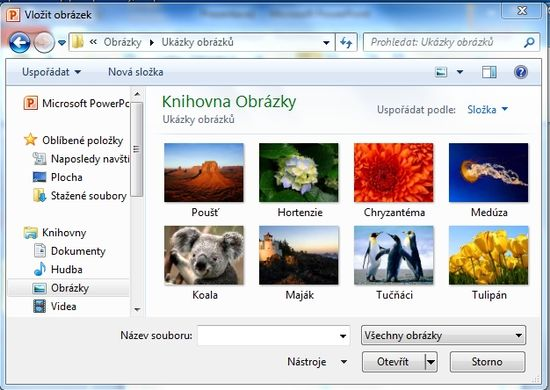 Vložit obrázek
« Obrázky ▸ Ukázky obrázků
Prohledat: Ukázky obrázků
Uspořádat ▼ Nová složka
Microsoft PowerPo
Oblíbené položky
Naposledy navští
Plocha
Stažené soubory
Knihovny
Dokumenty
Hudba
Obrázky
Videa
Knihovna Obrázky
Ukázky obrázků
Uspořádat podle: Složka ▼
Poušť Hortenzie Chryzantéma Medúza
Koala Maják Tučňáci Tulipán
Název souboru: Všechny obrázky
Nástroje ▼ Otevřít Storno